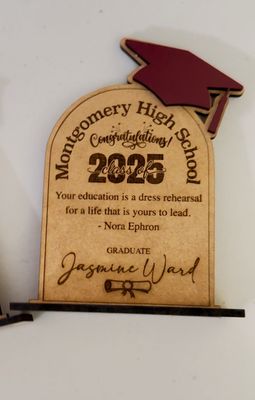 Montgomery High School
Congratulations!
class of
2025
Your education is a dress rehearsal
for a life that is yours to lead.
- Nora Ephron
GRADUATE
Jasmine Ward